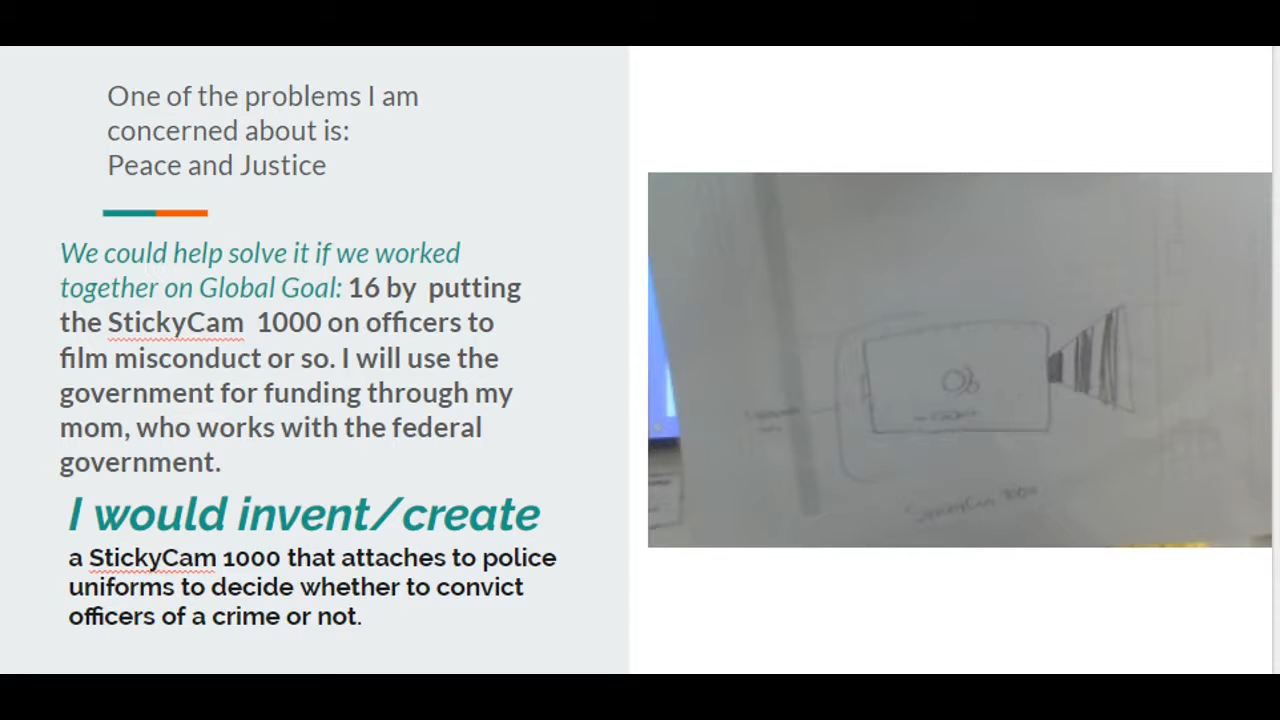 One of the problems I am
concerned about is:
Peace and Justice
We could help solve it if we worked
together on Global Goal: 16 by  putting
the StickyCam  1000 on officers to
film misconduct or so. I will use the
government for funding through my
mom, who works with the federal
government.
I would invent/create
a StickyCam 1000 that attaches to police
uniforms to decide whether to convict
officers of a crime or not.
StickyCam 1000